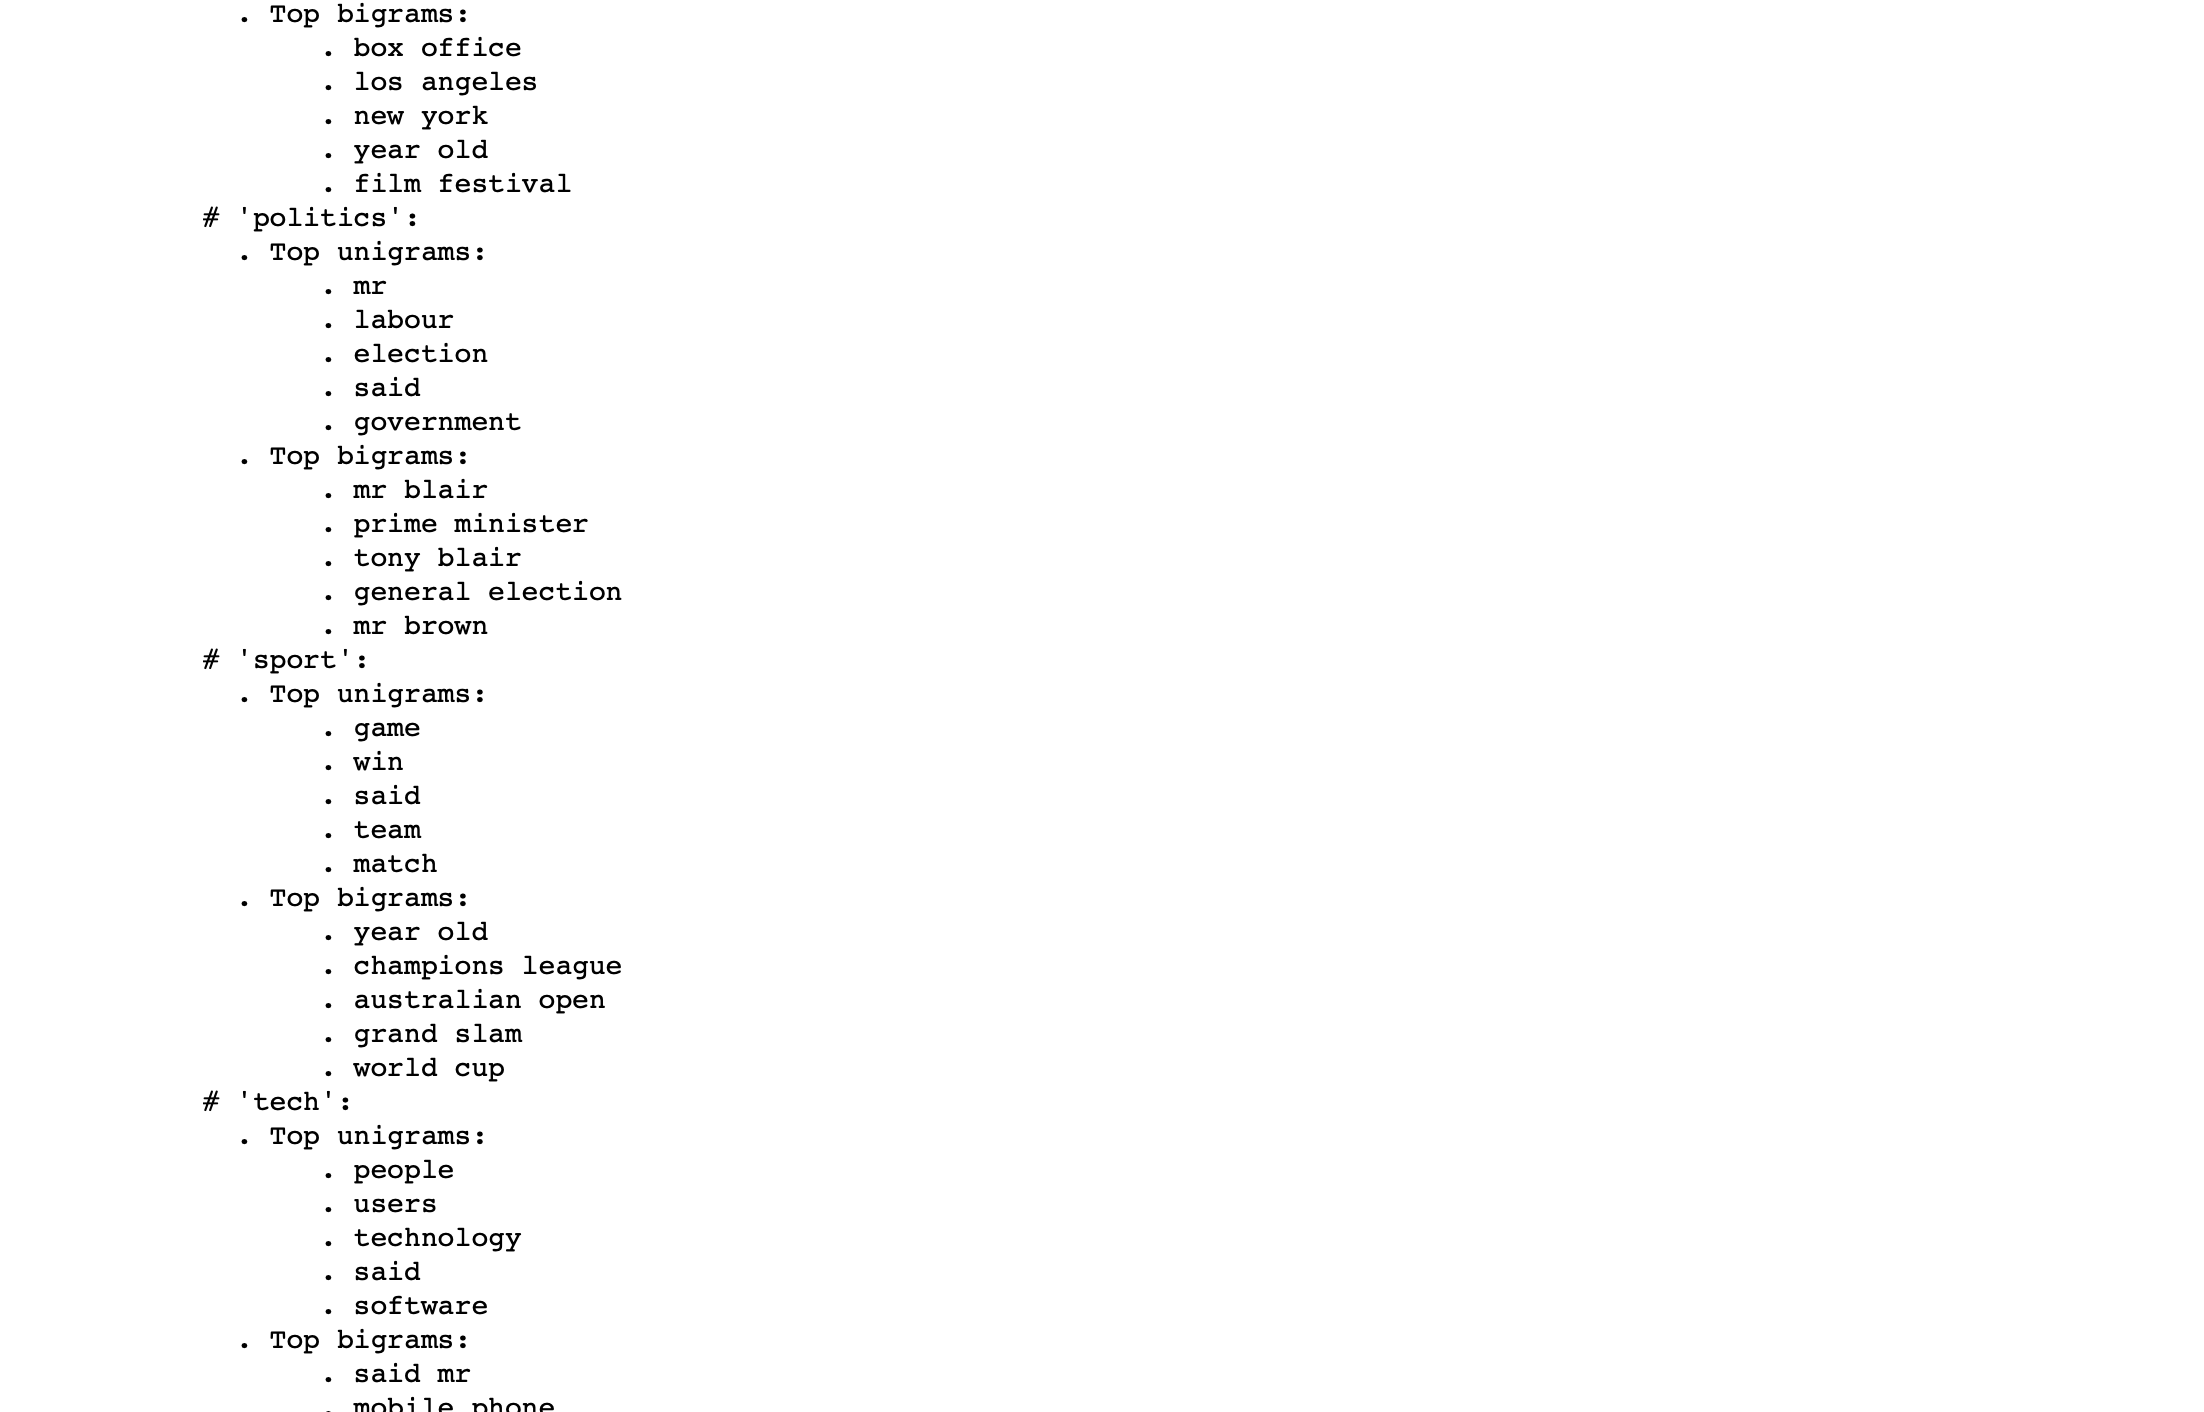 . Top bigrams:
. box office
. los angeles
. new york
. year old
. film festival
# 'politics':
. Top unigrams:
. mr
. labour
. election
. said
. government
. Top bigrams:
. mr blair
. prime minister
. tony blair
. general election
. mr brown
# 'sport':
. Top unigrams:
. game
. win
. said
. team
. match
. Top bigrams:
. year old
. champions league
. australian open
. grand slam
. world cup
# 'tech':
. Top unigrams:
. people
. users
. technology
. said
. software
. Top bigrams:
. said mr
. mobile phone